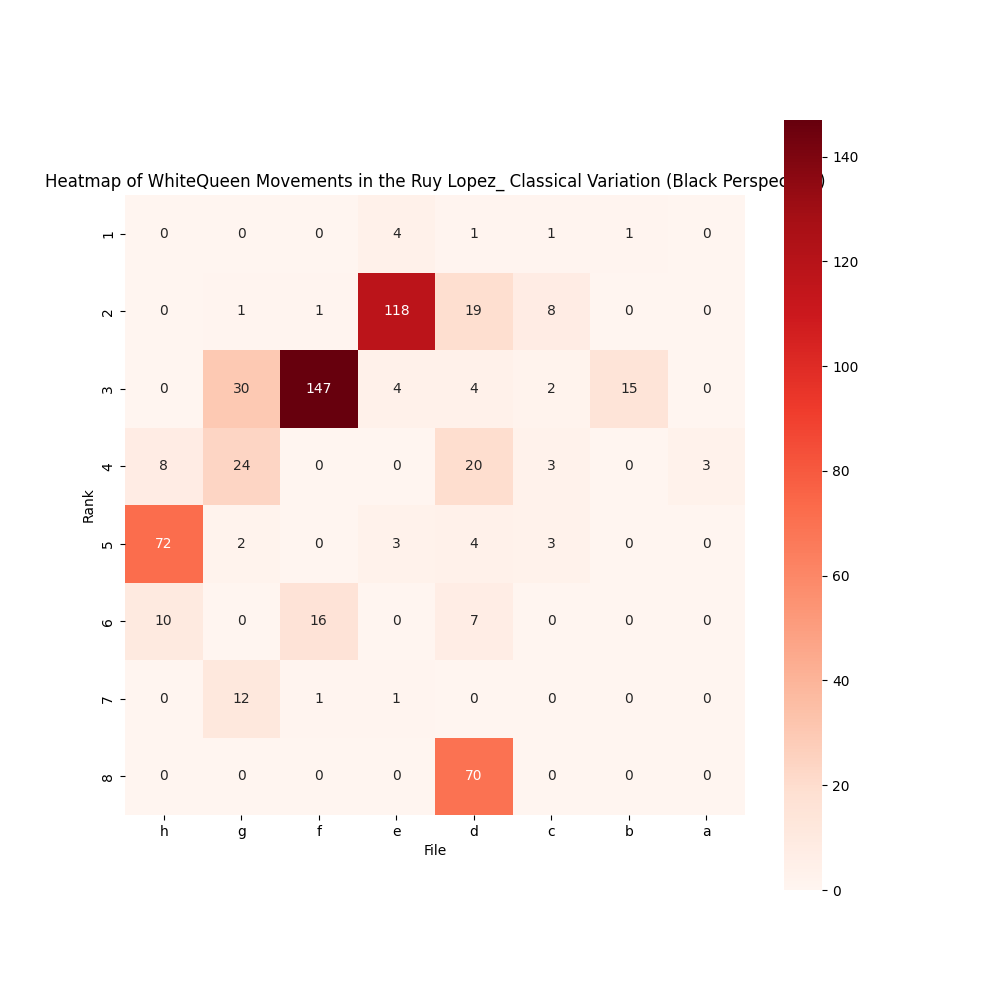 Heatmap of WhiteQueen Movements in the Ruy Lopez_ Classical Variation (Black Perspec )
140
1 0 0 0 4 1 1 1 0
120
2 0 1 1 118 19 8 0 0
3 0 30 147 4 4 2 15 0
100
4 8 24 0 0 20 3 0 3
80
Rank
5 72 2 0 3 4 3 0 0
60
6 10 0 16 0 7 0 0 0
40
7 0 12 1 1 0 0 0 0
8 0 0 0 0 70 0 0 0
20
h g f e d c b a
File
0